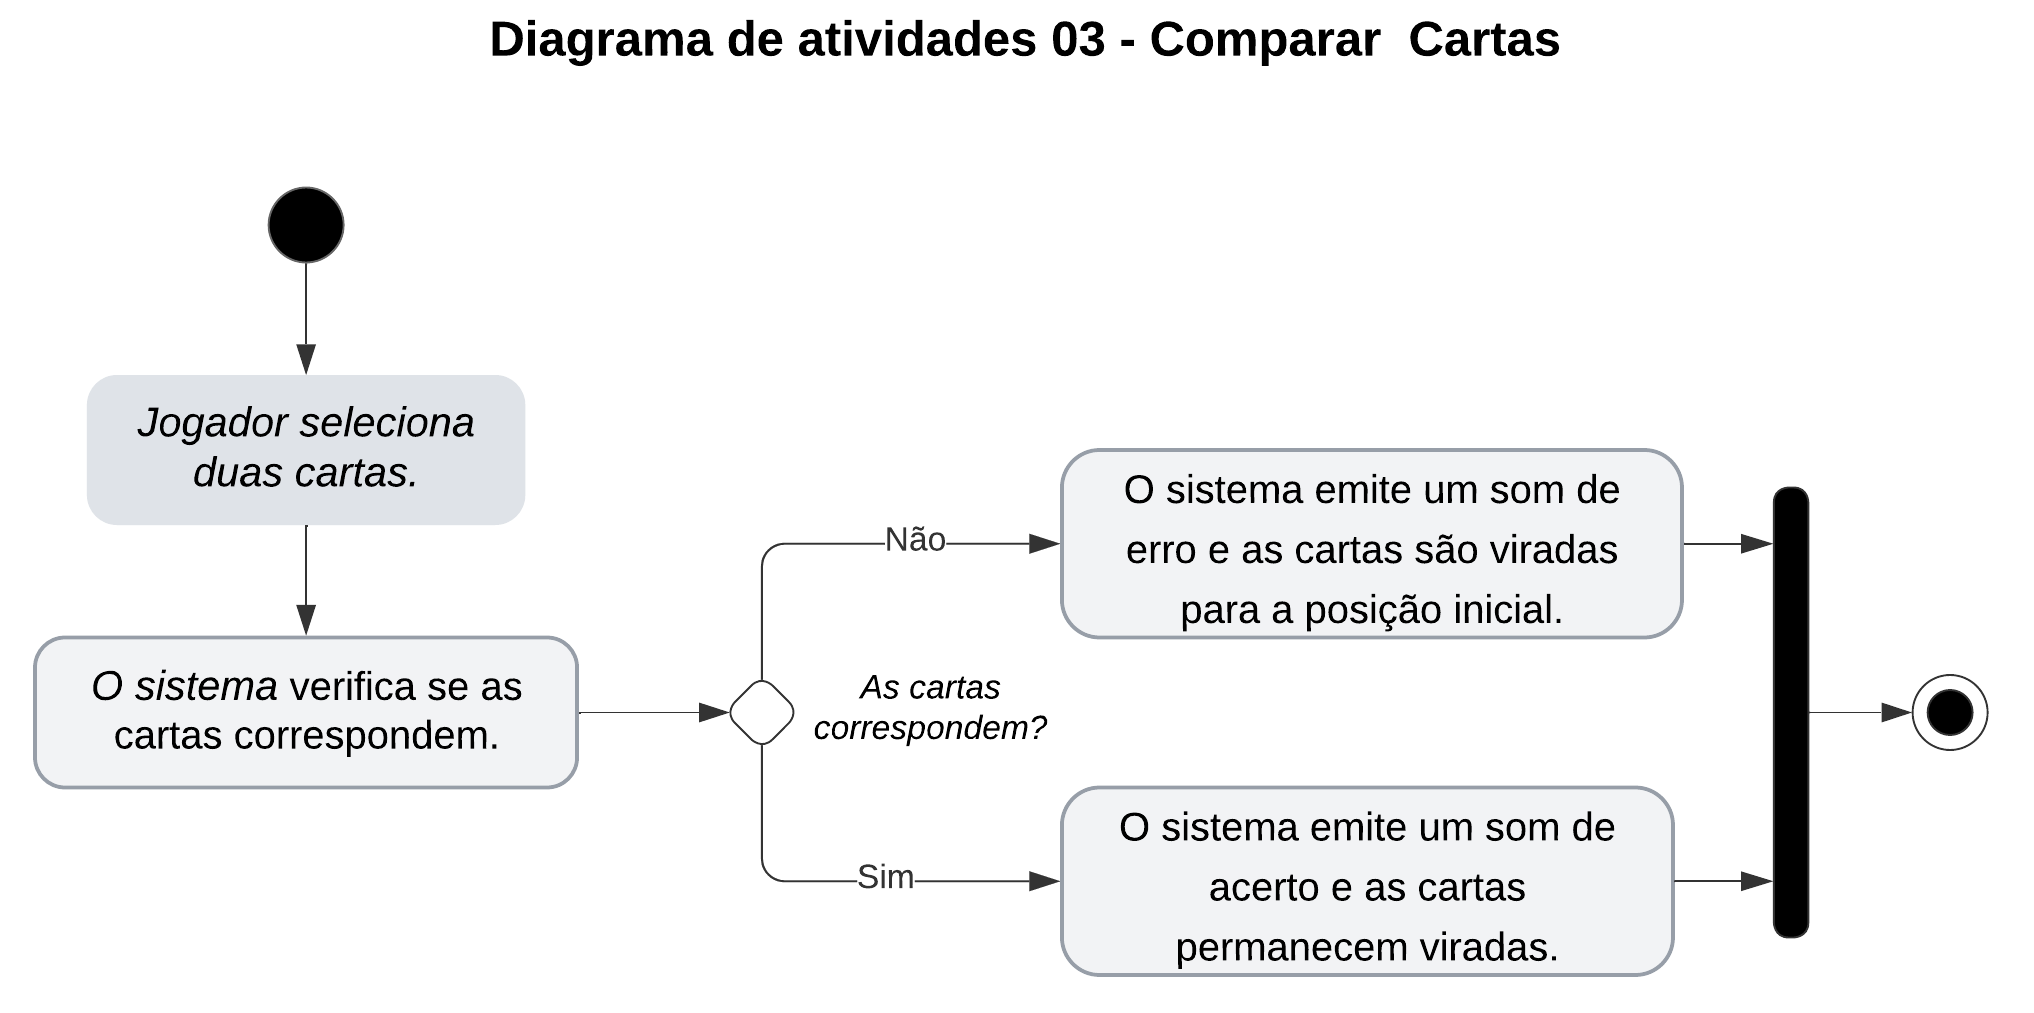 Diagrama de atividades 03 - Comparar  Cartas
Jogador seleciona
duas cartas.
O sistema verifica se as
cartas correspondem.
Não
As cartas
correspondem?
Sim
O sistema emite um som de
erro e as cartas são viradas
para a posição inicial.
O sistema emite um som de
acerto e as cartas
permanecem viradas.